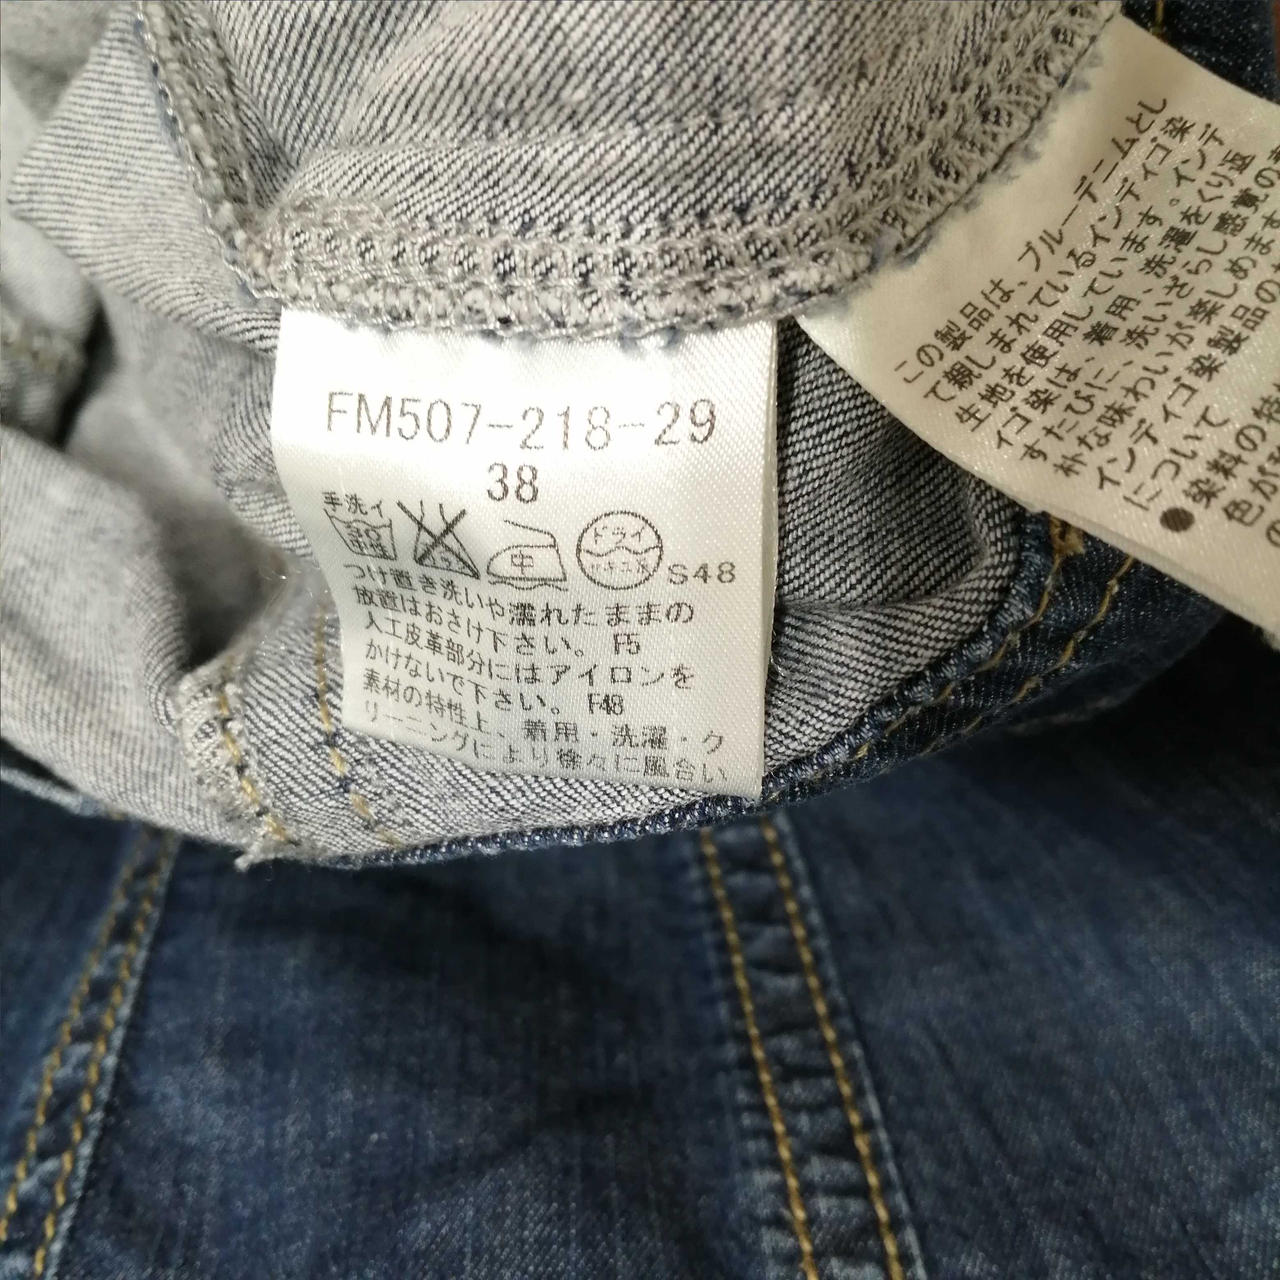 FM507-218-29
38
手洗イ
30
中
ドライ
セキユ系
S48
つけ置き洗いや濡れたままの
放置はおさけ下さい。 F5
人工皮革部分にはアイロンを
かけないで下さい。 F48
素材の特性上、着用・洗濯・ク
リーニングにより徐々に風合い
この製品は、ブルーデニムとし
て親しまれているインディゴ染
生地を使用しています。インデ
ィゴ染は、着用・洗濯をくり返
すたびに、洗いざらし感覚の
朴な味わいが楽しめます
インディゴ染製品の
について
●染料の特
色が